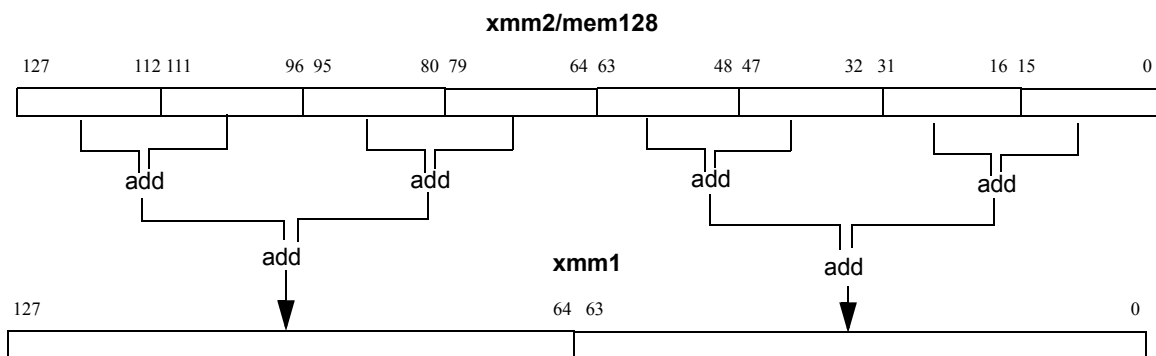 xmm2/mem128
127 112 111 96 95 80 79 64 63 48 47 32 31 16 15 0
add add add add
add add
xmm1
127 64 63 0